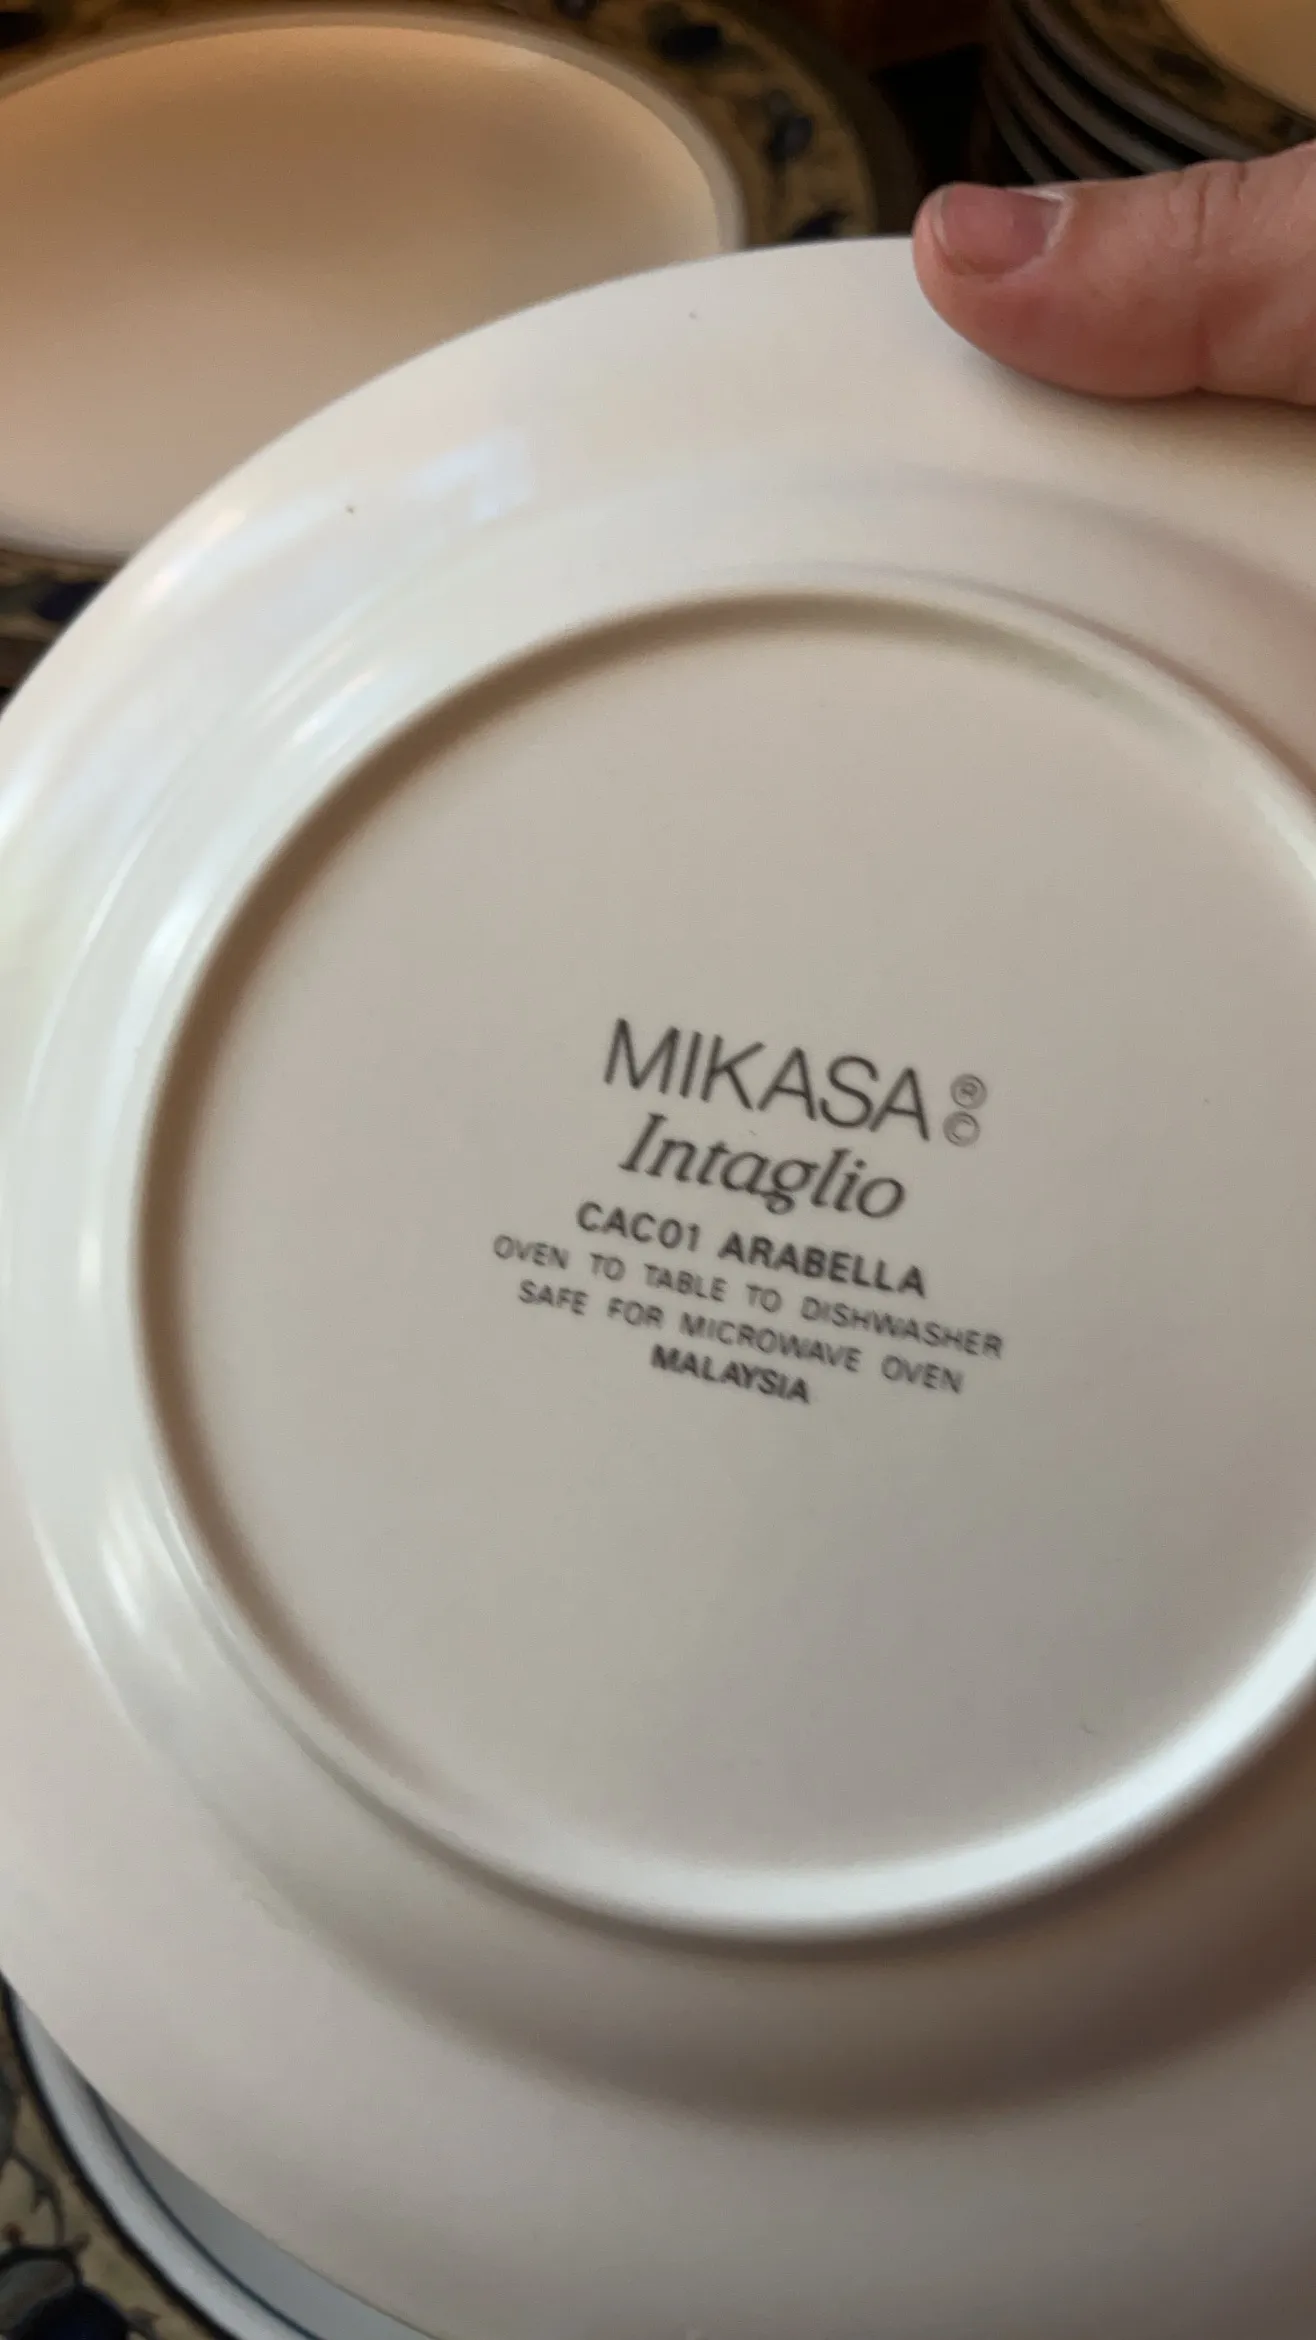 MIKASA ® ©
Intaglio
CAC01 ARABELLA
OVEN TO TABLE TO DISHWASHER
SAFE FOR MICROWAVE OVEN
MALAYSIA